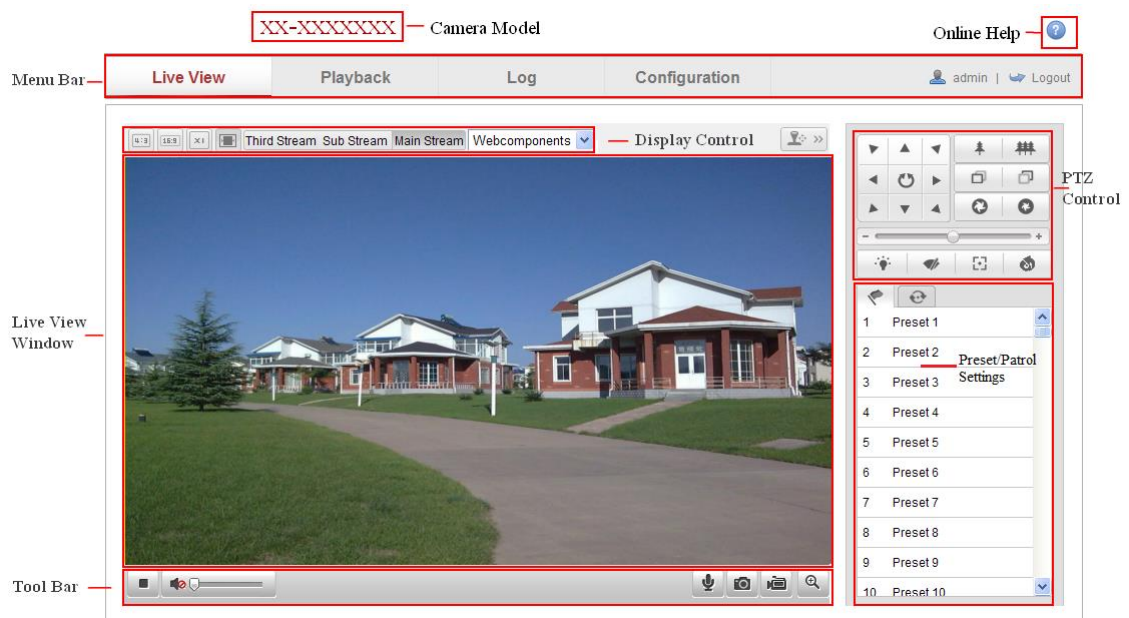 XX-XXXXXXX
Camera Model
Online Help
?
Menu Bar
Live View
Playback
Log
Configuration
admin | Logout
4:3 16:9 X1 Third Stream Sub Stream Main Stream Webcomponents
Display Control
PTZ
Control
Live View
Window
1 Preset 1
2 Preset 2
3 Preset 3
4 Preset 4
5 Preset 5
6 Preset 6
7 Preset 7
8 Preset 8
9 Preset 9
10 Preset 10
Preset/Patrol
Settings
Tool Bar